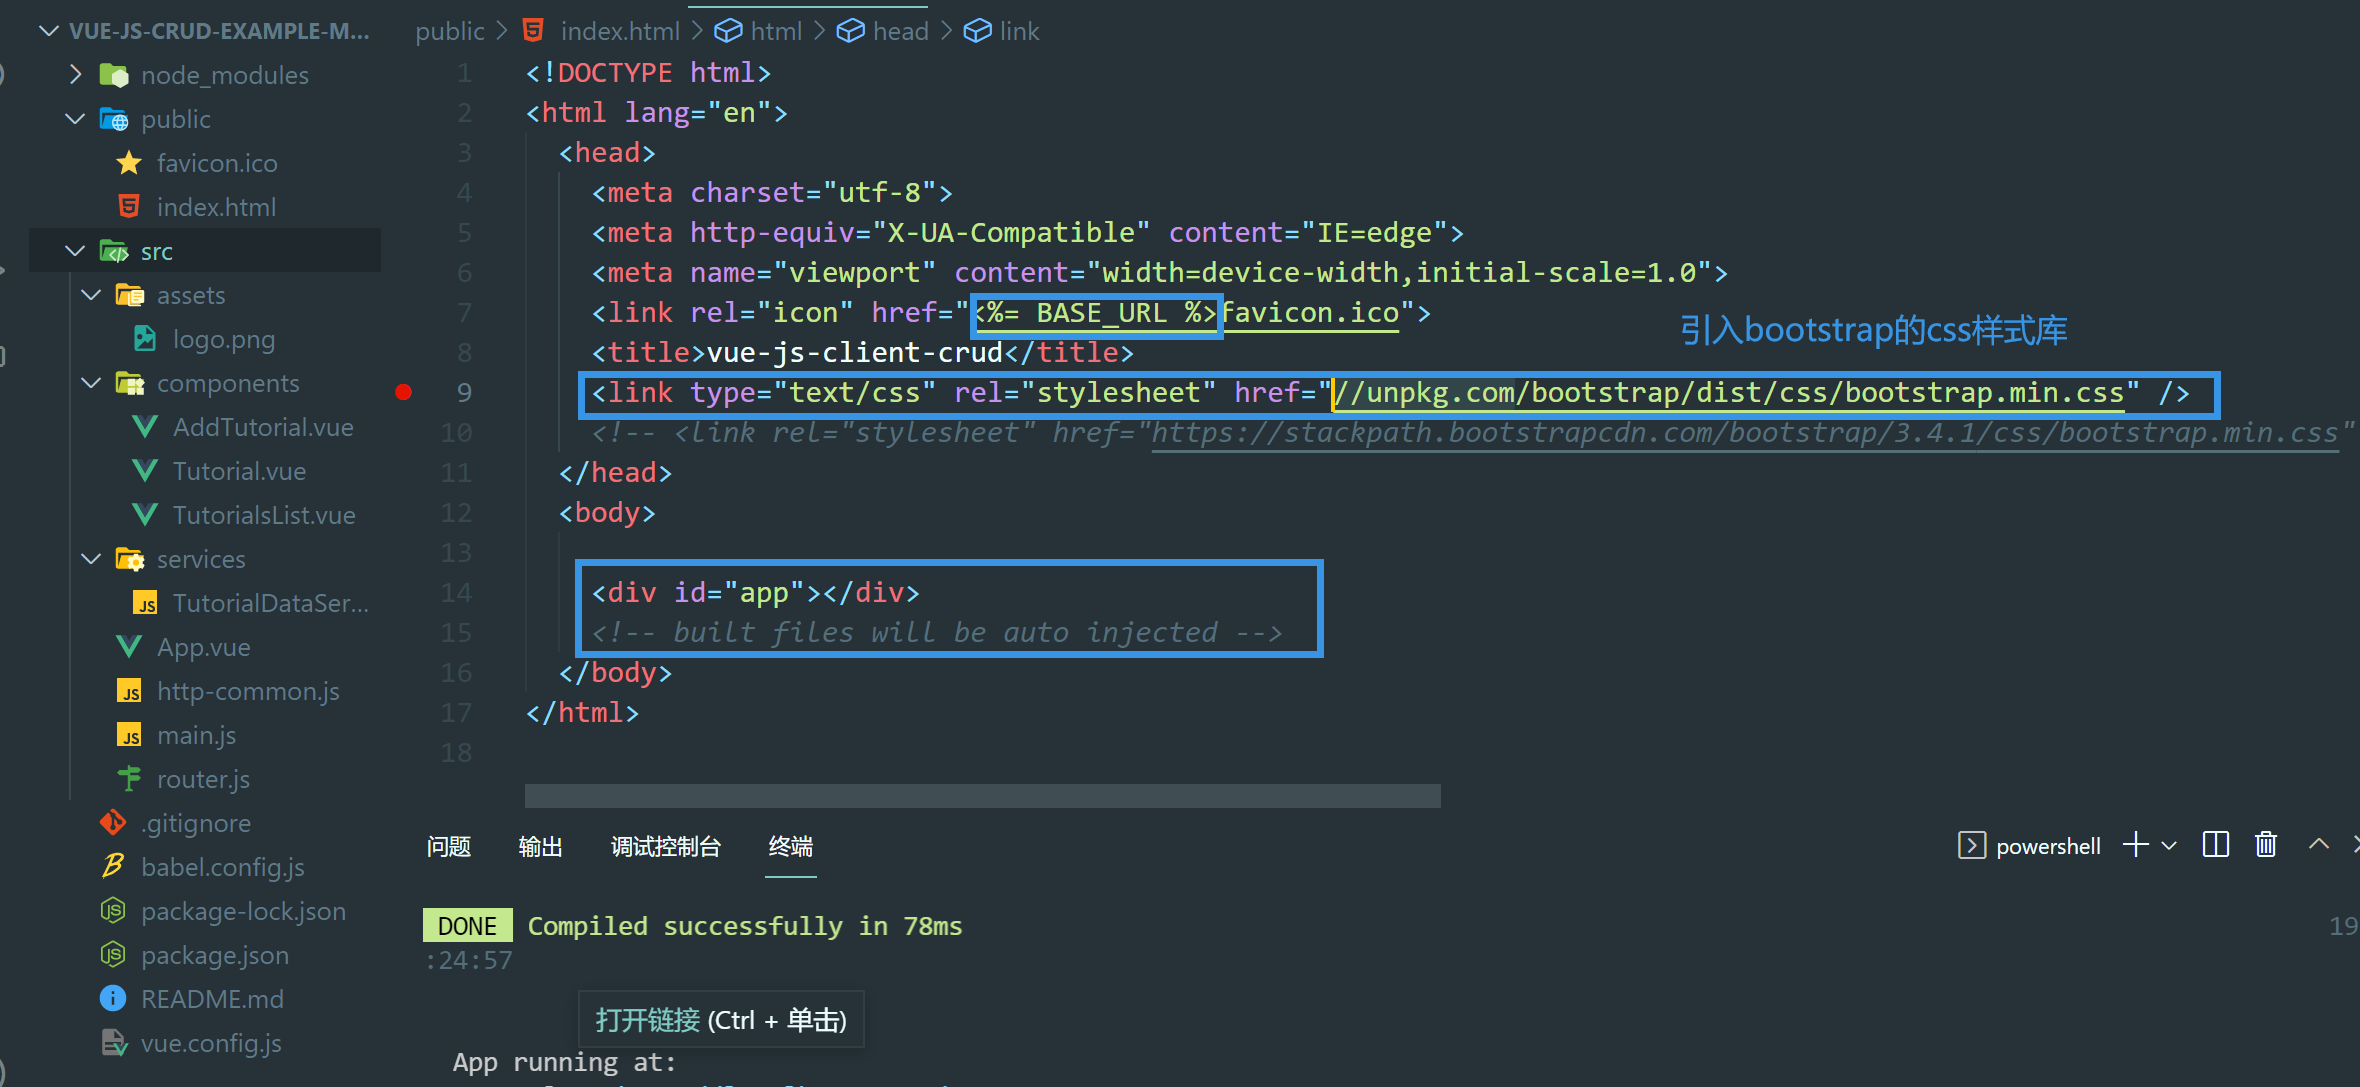 VUE-JS-CRUD-EXAMPLE-M...
node_modules
public
favicon.ico
index.html
src
assets
logo.png
components
AddTutorial.vue
Tutorial.vue
TutorialsList.vue
services
TutorialDataSer...
App.vue
http-common.js
main.js
router.js
.gitignore
babel.config.js
package-lock.json
package.json
README.md
vue.config.js
public > index.html > html > head > link
1 <!DOCTYPE html>
2 <html lang="en">
3 <head>
4 <meta charset="utf-8">
5 <meta http-equiv="X-UA-Compatible" content="IE=edge">
6 <meta name="viewport" content="width=device-width,initial-scale=1.0">
7 <link rel="icon" href="<%= BASE_URL %>favicon.ico">
引入bootstrap的css样式库
8 <title>vue-js-client-crud</title>
9 <link type="text/css" rel="stylesheet" href="//unpkg.com/bootstrap/dist/css/bootstrap.min.css" />
10 <!-- <link rel="stylesheet" href="https://stackpath.bootstrapcdn.com/bootstrap/3.4.1/css/bootstrap.min.css"
11 </head>
12 <body>
13
14 <div id="app"></div>
15 <!-- built files will be auto injected -->
16 </body>
17 </html>
18
问题 输出 调试控制台 终端 powershell
DONE Compiled successfully in 78ms 19
:24:57
打开链接 (Ctrl + 单击)
App running at: